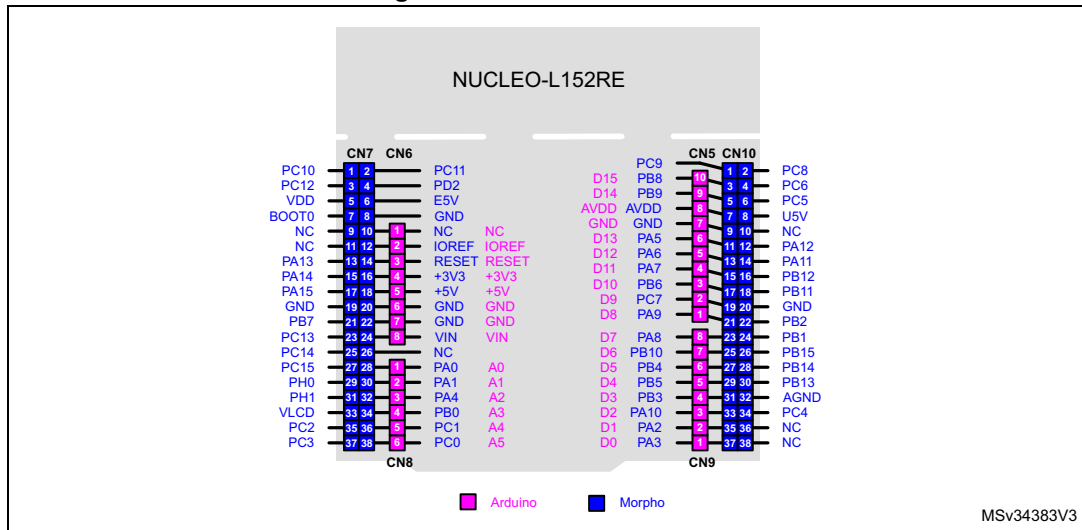 NUCLEO-L152RE
CN7 CN6 CN5 CN10
PC9
PC10 1 2 PC11 1 2 PC8
D15 PB8 10
PC12 3 4 PD2 3 4 PC6
D14 PB9 9
VDD 5 6 E5V 5 6 PC5
AVDD AVDD 8
BOOT0 7 8 GND 7 8 U5V
GND GND 7
NC 9 10 1 NC NC 9 10 NC
D13 PA5 6
NC 11 12 2 IOREF IOREF 11 12 PA12
D12 PA6 5
PA13 13 14 3 RESET RESET 13 14 PA11
D11 PA7 4
PA14 15 16 4 +3V3 +3V3 15 16 PB12
D10 PB6 3
PA15 17 18 5 +5V +5V 17 18 PB11
D9 PC7 2
GND 19 20 6 GND GND 19 20 GND
D8 PA9 1
PB7 21 22 7 GND GND 21 22 PB2
PC13 23 24 8 VIN VIN D7 PA8 8 23 24 PB1
PC14 25 26 NC D6 PB10 7 25 26 PB15
PC15 27 28 1 PA0 A0 D5 PB4 6 27 28 PB14
PH0 29 30 2 PA1 A1 D4 PB5 5 29 30 PB13
PH1 31 32 3 PA4 A2 D3 PB3 4 31 32 AGND
VLCD 33 34 4 PB0 A3 D2 PA10 3 33 34 PC4
PC2 35 36 5 PC1 A4 D1 PA2 2 35 36 NC
PC3 37 38 6 PC0 A5 D0 PA3 1 37 38 NC
CN8 CN9
Arduino Morpho
MSv34383V3